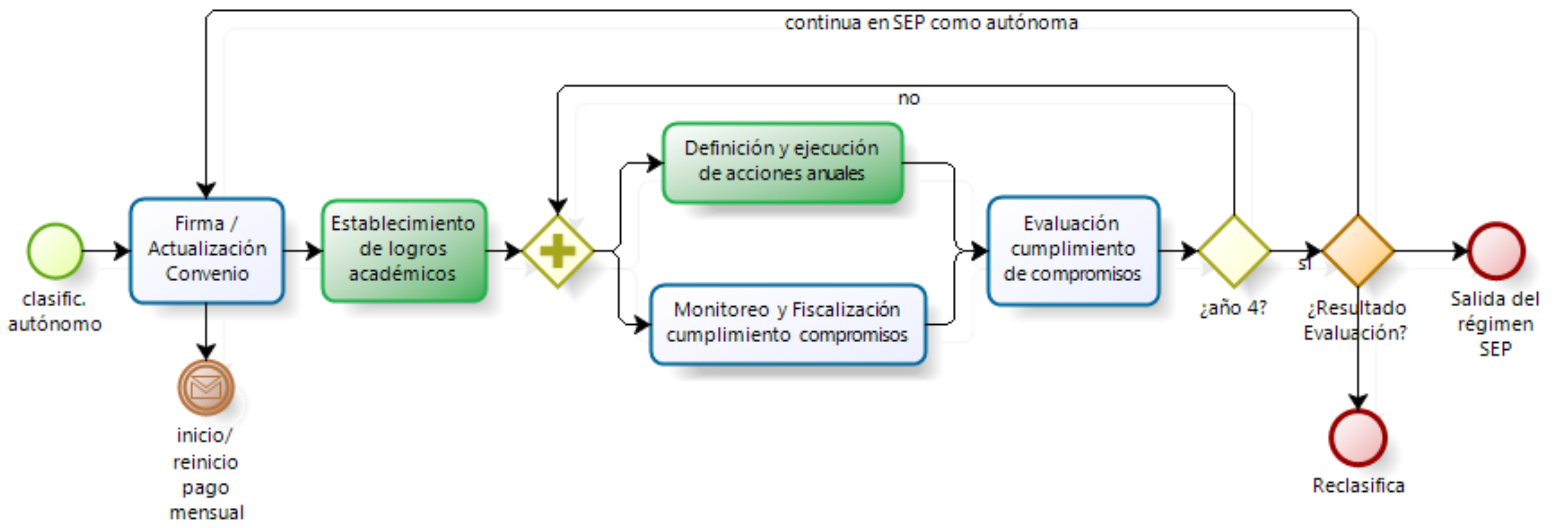 continua en SEP como autónoma
no
Definición y ejecución
de acciones anuales
Firma /
Actualización
Convenio
Establecimiento
de logros
académicos
Evaluación
cumplimiento
de compromisos
Monitoreo y Fiscalización
cumplimiento compromisos
clasific.
autónomo
¿año 4?
si
¿Resultado
Evaluación?
Salida del
régimen
SEP
inicio/
reinicio
pago
mensual
Reclasifica